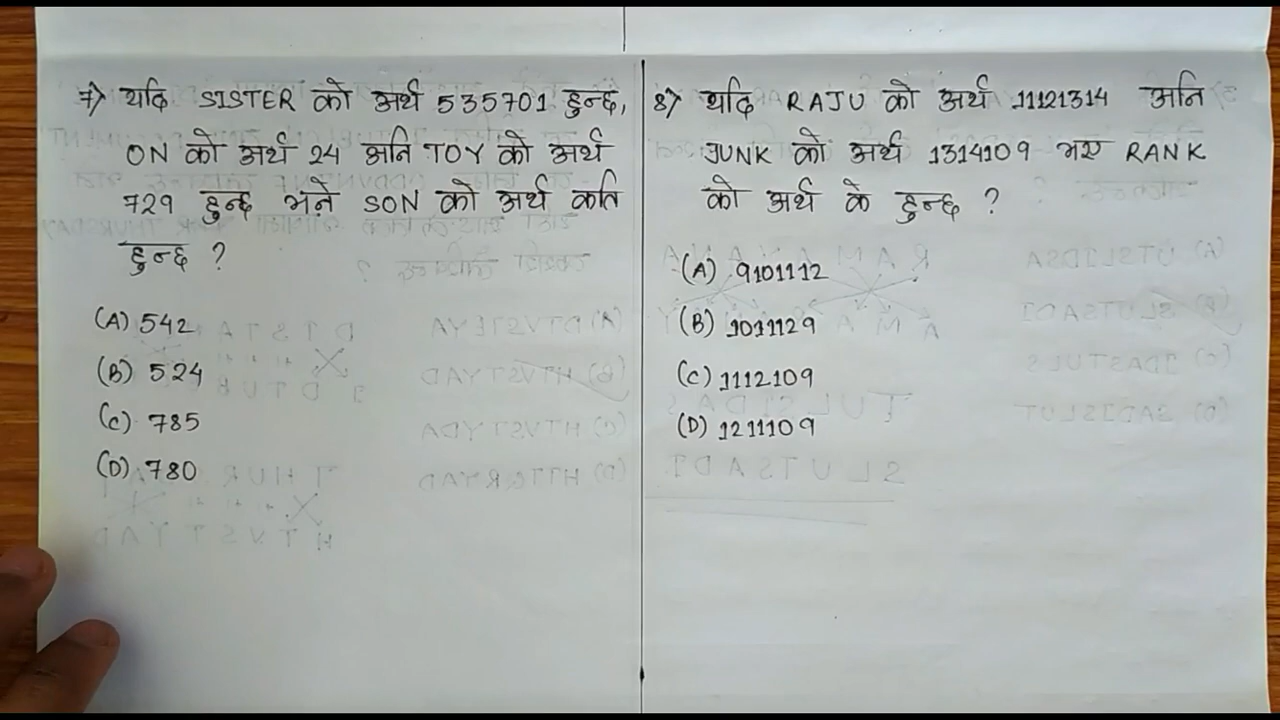 7) यदि SISTER को अर्थ 535701 हुन्छ,
ON को अर्थ 24 अनि TOY को अर्थ
729 हुन्छ भने SON को अर्थ कति
हुन्छ ?
(A) 542
(B) 524
(C) 785
(D) 780
8) यदि RAJU को अर्थ 11121314 अनि
JUNK को अर्थ 1314109 भए RANK
को अर्थ के हुन्छ ?
(A) 9101112
(B) 1011129
(C) 1112109
(D) 1211109